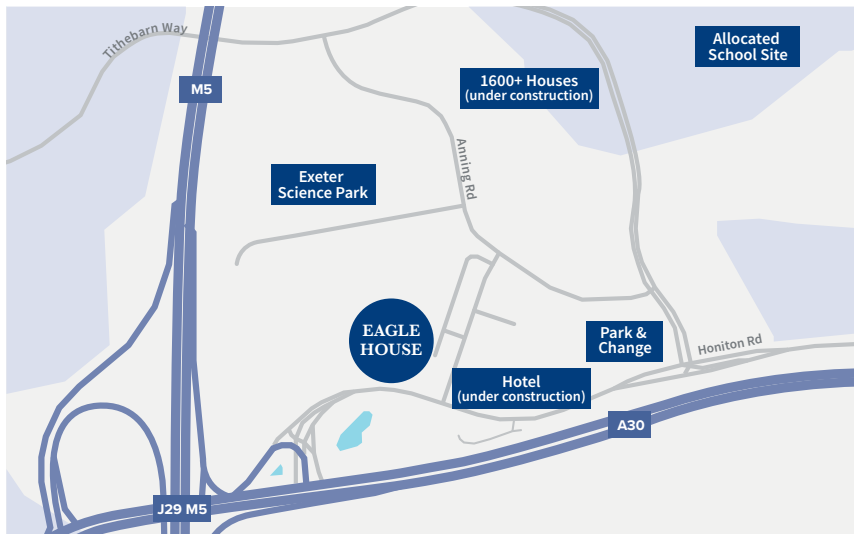 Tithebarn Way
Allocated
School Site
M5
1600+ Houses
(under construction)
Anning Rd
Exeter
Science Park
EAGLE
HOUSE
Park &
Change
Honiton Rd
Hotel
(under construction)
A30
J29 M5